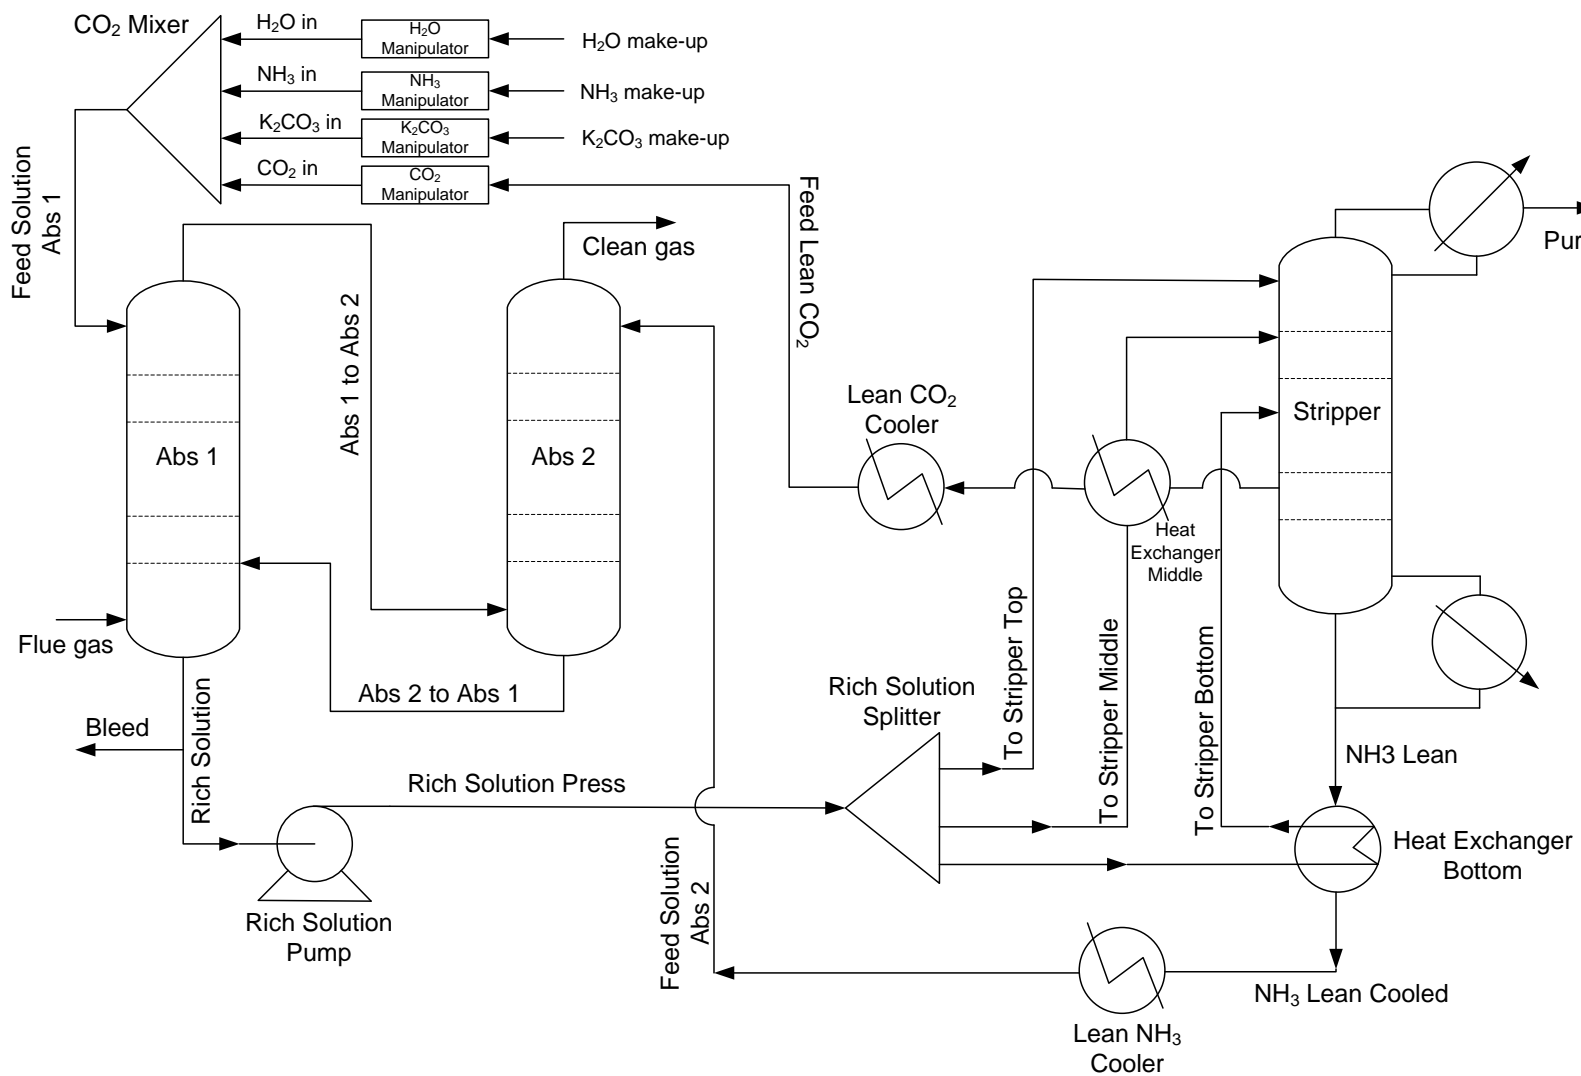 CO₂ Mixer
H₂O in
H₂O
Manipulator
H₂O make-up
NH₃ in
NH₃
Manipulator
NH₃ make-up
K₂CO₃ in
K₂CO₃
Manipulator
K₂CO₃ make-up
CO₂ in
CO₂
Manipulator
Feed Solution
Abs 1
Abs 1 to Abs 2
Clean gas
Feed Lean CO₂
Pur
Lean CO₂
Cooler
Stripper
Abs 1
Abs 2
Heat
Exchanger
Middle
Flue gas
Abs 2 to Abs 1
Bleed
Rich Solution
Rich Solution Press
Rich Solution
Pump
Rich Solution
Splitter
To Stripper Top
To Stripper Middle
To Stripper Bottom
NH3 Lean
Heat Exchanger
Bottom
Feed Solution
Abs 2
NH₃ Lean Cooled
Lean NH₃
Cooler